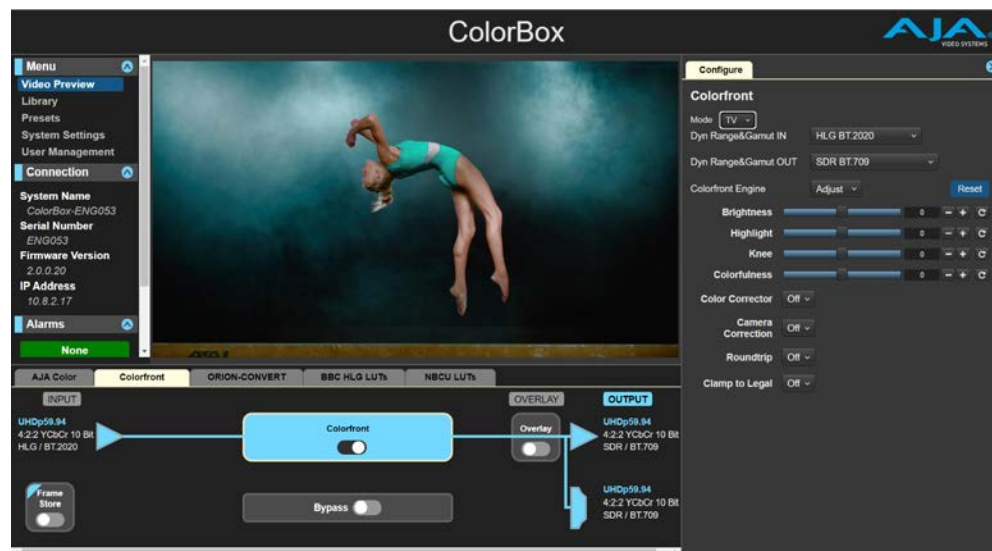 ColorBox
AJA
VIDEO SYSTEMS
Menu
Video Preview
Library
Presets
System Settings
User Management
Connection
System Name
ColorBox-ENG053
Serial Number
ENG053
Firmware Version
2.0.0.20
IP Address
10.8.2.17
Alarms
None
AJA
Configure
Colorfront
Mode TV
Dyn Range&Gamut IN HLG BT.2020
Dyn Range&Gamut OUT SDR BT.709
Colorfront Engine Adjust Reset
Brightness 0 - + C
Highlight 0 - + C
Knee 0 - + C
Colorfulness 0 - + C
Color Corrector Off
Camera
Correction Off
Roundtrip Off
Clamp to Legal Off
AJA Color Colorfront ORION-CONVERT BBC HLG LUTs NBCU LUTs
INPUT OVERLAY OUTPUT
UHDp59.94
4:2:2 YCbCr 10 Bit
HLG / BT.2020
Colorfront
Overlay
UHDp59.94
4:2:2 YCbCr 10 Bit
SDR / BT.709
Frame
Store
Bypass
UHDp59.94
4:2:2 YCbCr 10 Bit
SDR / BT.709